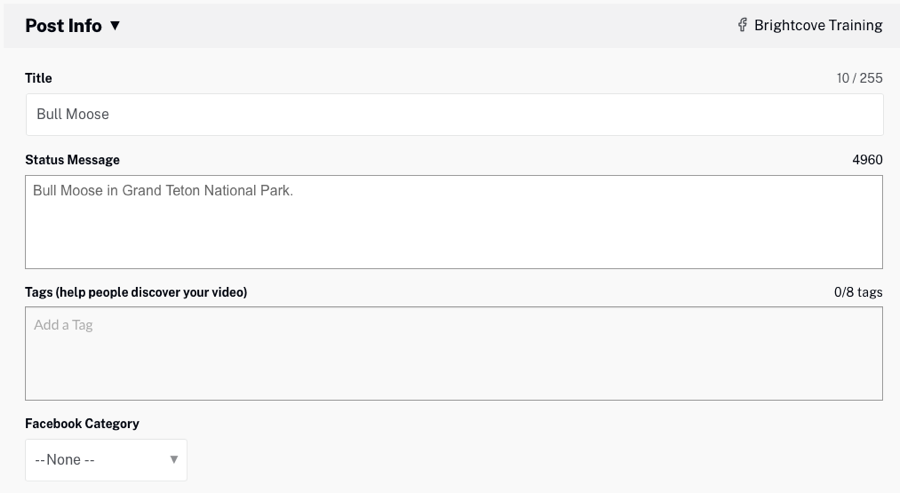 Post Info ▼ Brightcove Training
Title 10 / 255
Bull Moose
Status Message 4960
Bull Moose in Grand Teton National Park.
Tags (help people discover your video) 0/8 tags
Add a Tag
Facebook Category
--None -- ▼